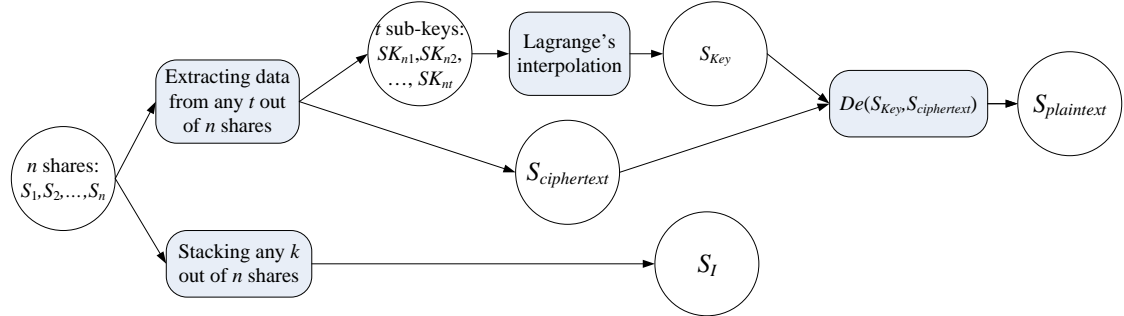 n shares:
S1,S2,...,Sn
Extracting data
from any t out
of n shares
t sub-keys:
SKn1,SKn2,
..., SKnt
Lagrange's
interpolation
SKey
Sciphertext
De(SKey,Sciphertext)
Splaintext
Stacking any k
out of n shares
SI